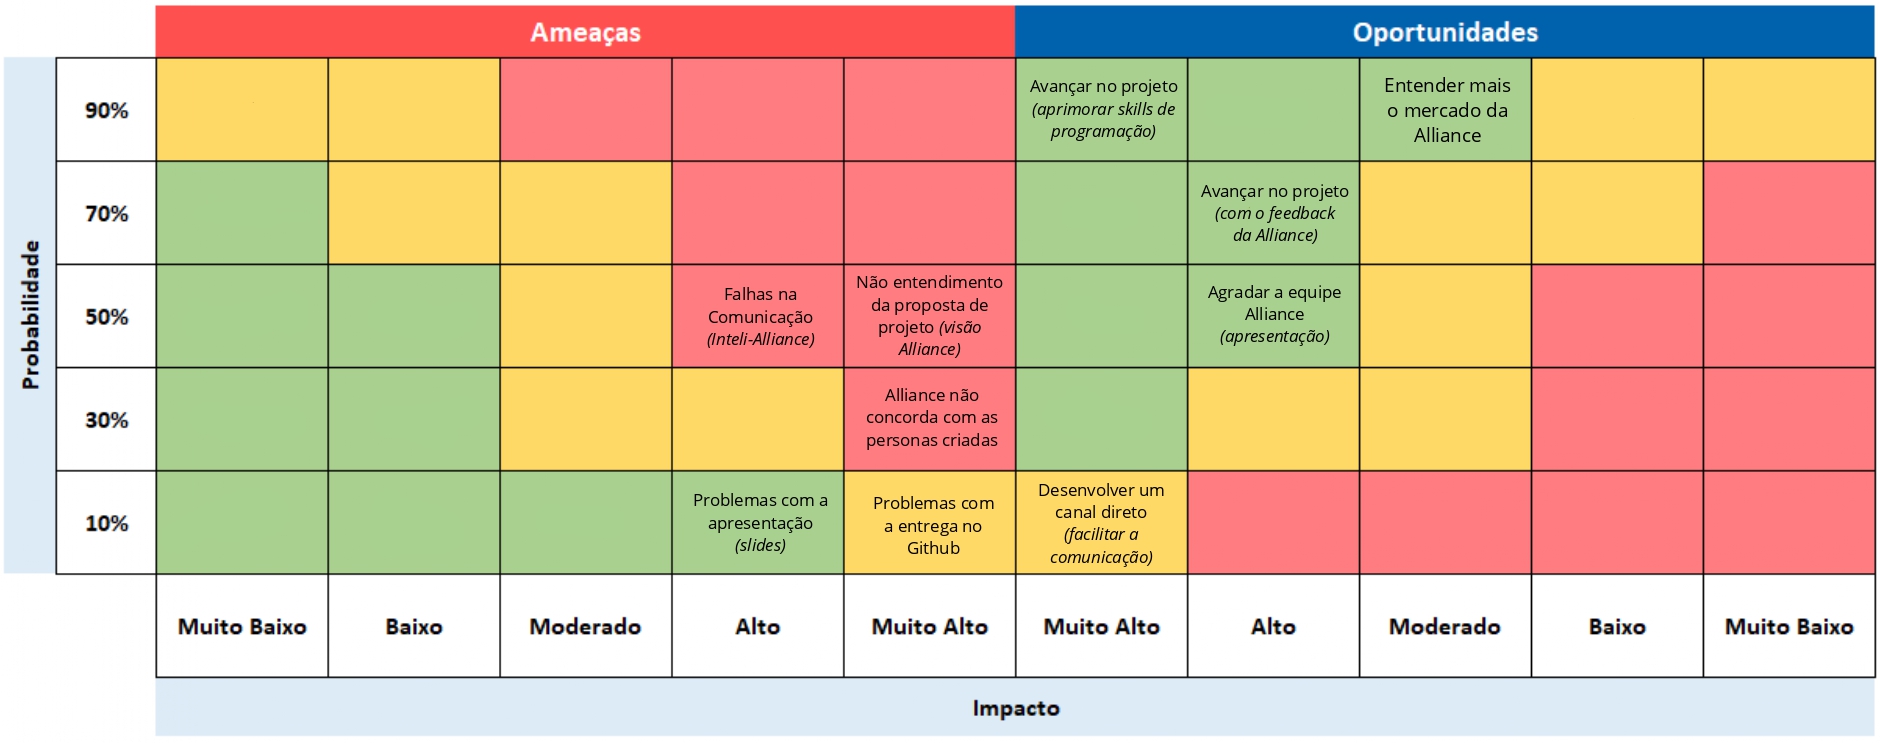 Ameaças
Oportunidades
Probabilidade
90%
Avançar no projeto
(aprimorar skills de
programação)
Entender mais
o mercado da
Alliance
70%
Avançar no projeto
(com o feedback
da Alliance)
50%
Falhas na
Comunicação
(Inteli-Alliance)
Não entendimento
da proposta de
projeto (visão
Alliance)
Agradar a equipe
Alliance
(apresentação)
30%
Alliance não
concorda com as
personas criadas
10%
Problemas com a
apresentação
(slides)
Problemas com
a entrega no
Github
Desenvolver um
canal direto
(facilitar a
comunicação)
Muito Baixo
Baixo
Moderado
Alto
Muito Alto
Muito Alto
Alto
Moderado
Baixo
Muito Baixo
Impacto